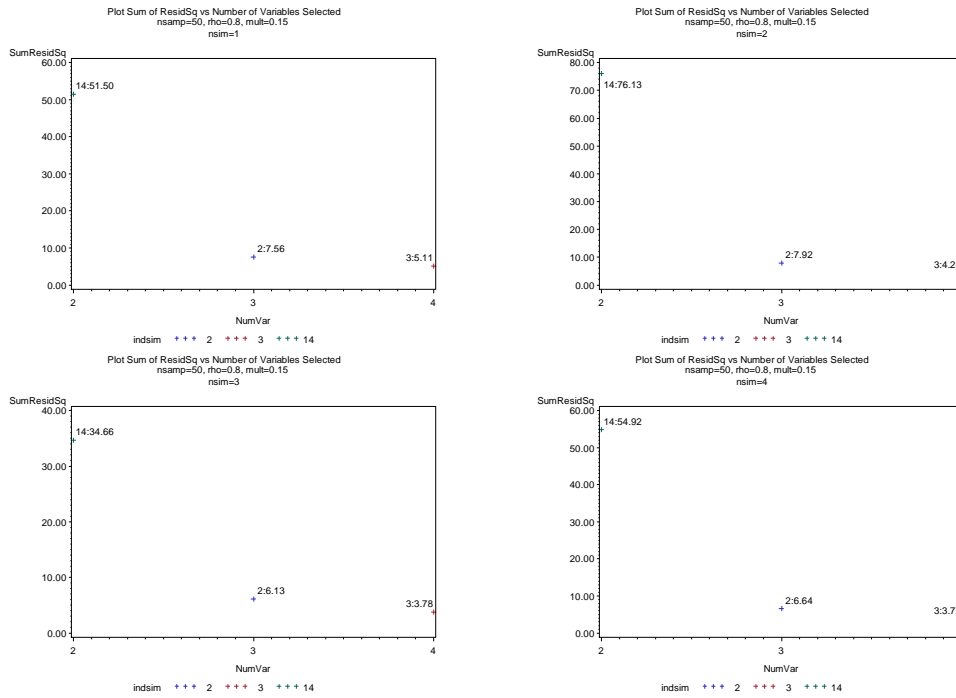 Plot Sum of ResidSq vs Number of Variables Selected
nsamp=50, rho=0.8, mult=0.15
nsim=1
SumResidSq
60.00
50.00
40.00
30.00
20.00
10.00
0.00
14:51.50
2:7.56
3:5.11
2
3
4
NumVar
indsim +++ 2 +++ 3 +++ 14
Plot Sum of ResidSq vs Number of Variables Selected
nsamp=50, rho=0.8, mult=0.15
nsim=2
SumResidSq
80.00
70.00
60.00
50.00
40.00
30.00
20.00
10.00
0.00
14:76.13
2:7.92
3:4.2
2
3
NumVar
indsim +++ 2 +++ 3 +++ 14
Plot Sum of ResidSq vs Number of Variables Selected
nsamp=50, rho=0.8, mult=0.15
nsim=3
SumResidSq
40.00
30.00
20.00
10.00
0.00
14:34.66
2:6.13
3:3.78
2
3
4
NumVar
indsim +++ 2 +++ 3 +++ 14
Plot Sum of ResidSq vs Number of Variables Selected
nsamp=50, rho=0.8, mult=0.15
nsim=4
SumResidSq
60.00
50.00
40.00
30.00
20.00
10.00
0.00
14:54.92
2:6.64
3:3.7
2
3
NumVar
indsim +++ 2 +++ 3 +++ 14